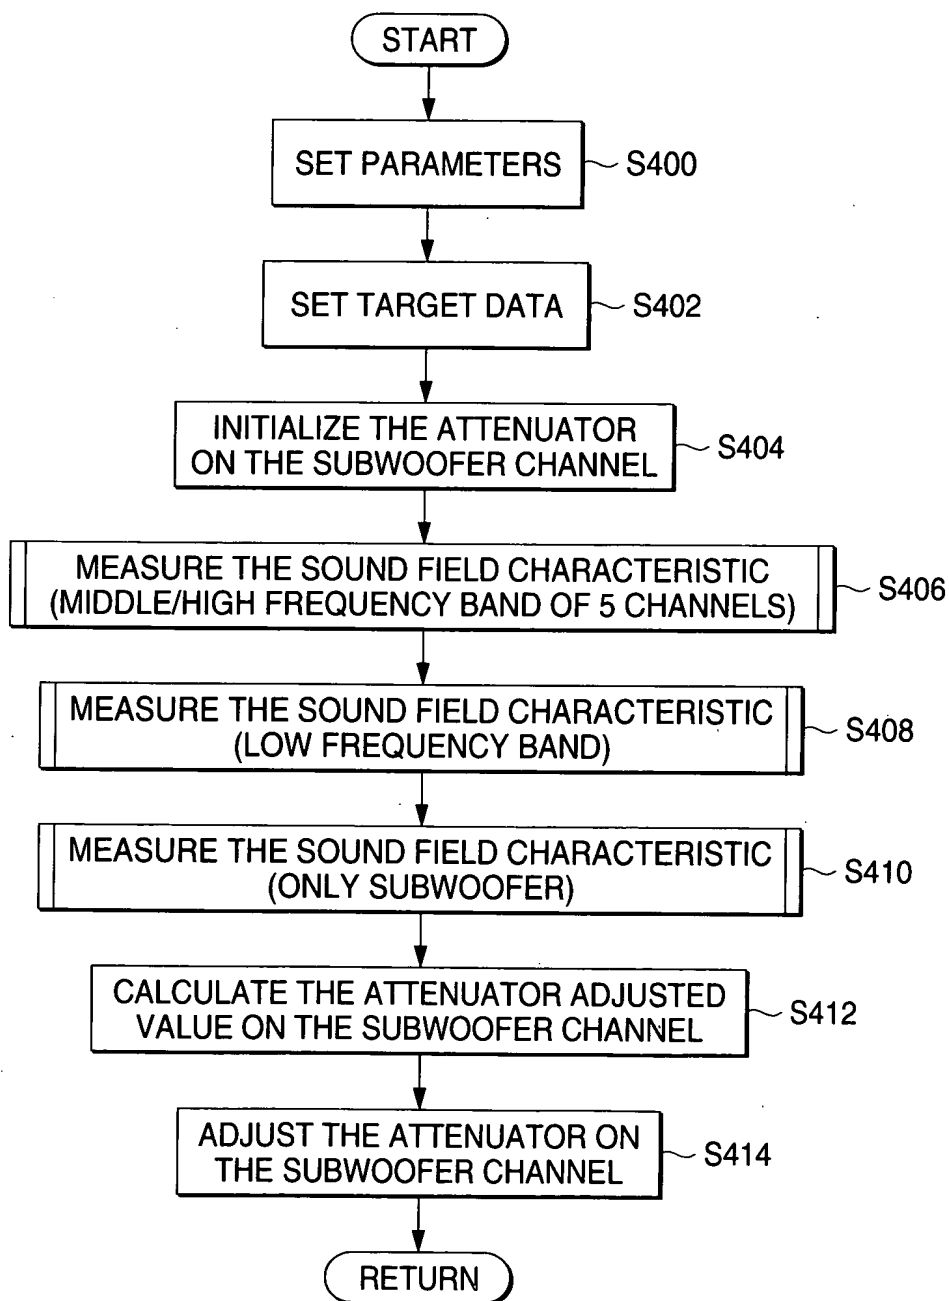 START
SET PARAMETERS
S400
SET TARGET DATA
S402
INITIALIZE THE ATTENUATOR
ON THE SUBWOOFER CHANNEL
S404
MEASURE THE SOUND FIELD CHARACTERISTIC
(MIDDLE/HIGH FREQUENCY BAND OF 5 CHANNELS)
S406
MEASURE THE SOUND FIELD CHARACTERISTIC
(LOW FREQUENCY BAND)
S408
MEASURE THE SOUND FIELD CHARACTERISTIC
(ONLY SUBWOOFER)
S410
CALCULATE THE ATTENUATOR ADJUSTED
VALUE ON THE SUBWOOFER CHANNEL
S412
ADJUST THE ATTENUATOR ON
THE SUBWOOFER CHANNEL
S414
RETURN